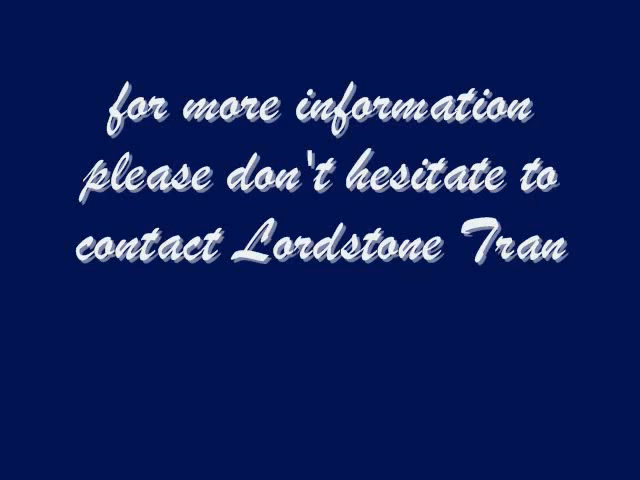 for more information
please don't hesitate to
contact Lordstone Tran